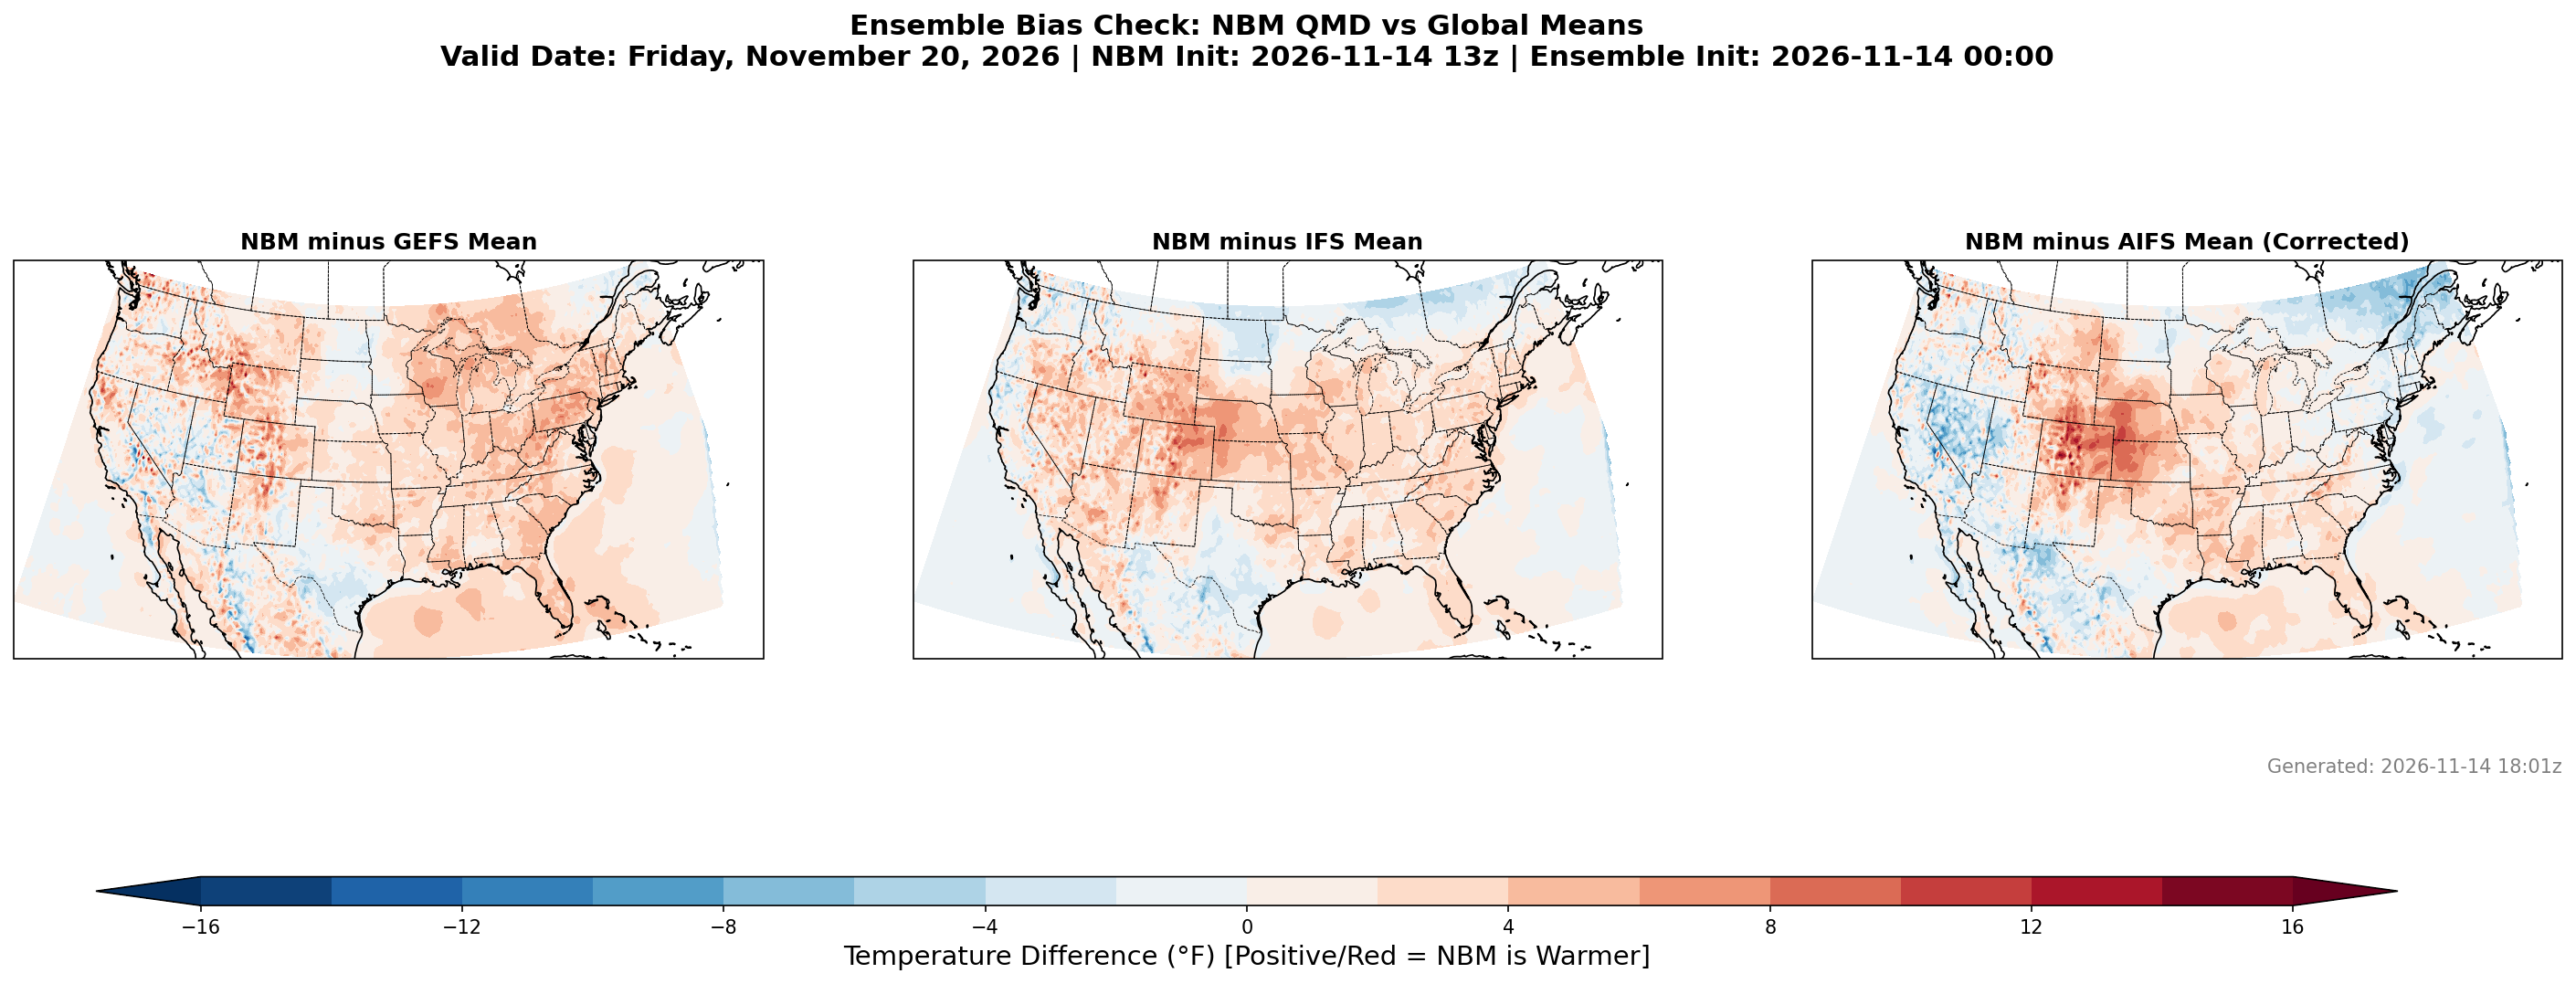 Ensemble Bias Check: NBM QMD vs Global Means
Valid Date: Friday, November 20, 2026 | NBM Init: 2026-11-14 13z | Ensemble Init: 2026-11-14 00:00
NBM minus GEFS Mean
NBM minus IFS Mean
NBM minus AIFS Mean (Corrected)
Generated: 2026-11-14 18:01z
−16 −12 −8 −4 0 4 8 12 16
Temperature Difference (°F) [Positive/Red = NBM is Warmer]